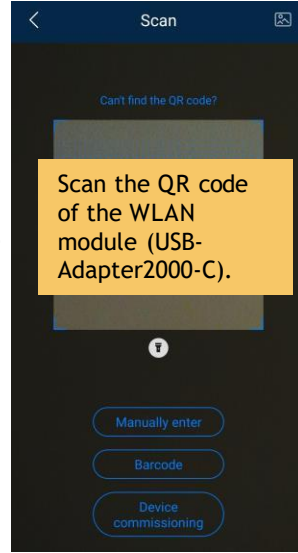 Scan
Can't find the QR code?
Scan the QR code
of the WLAN
module (USB-
Adapter2000-C).
Manually enter
Barcode
Device
commissioning